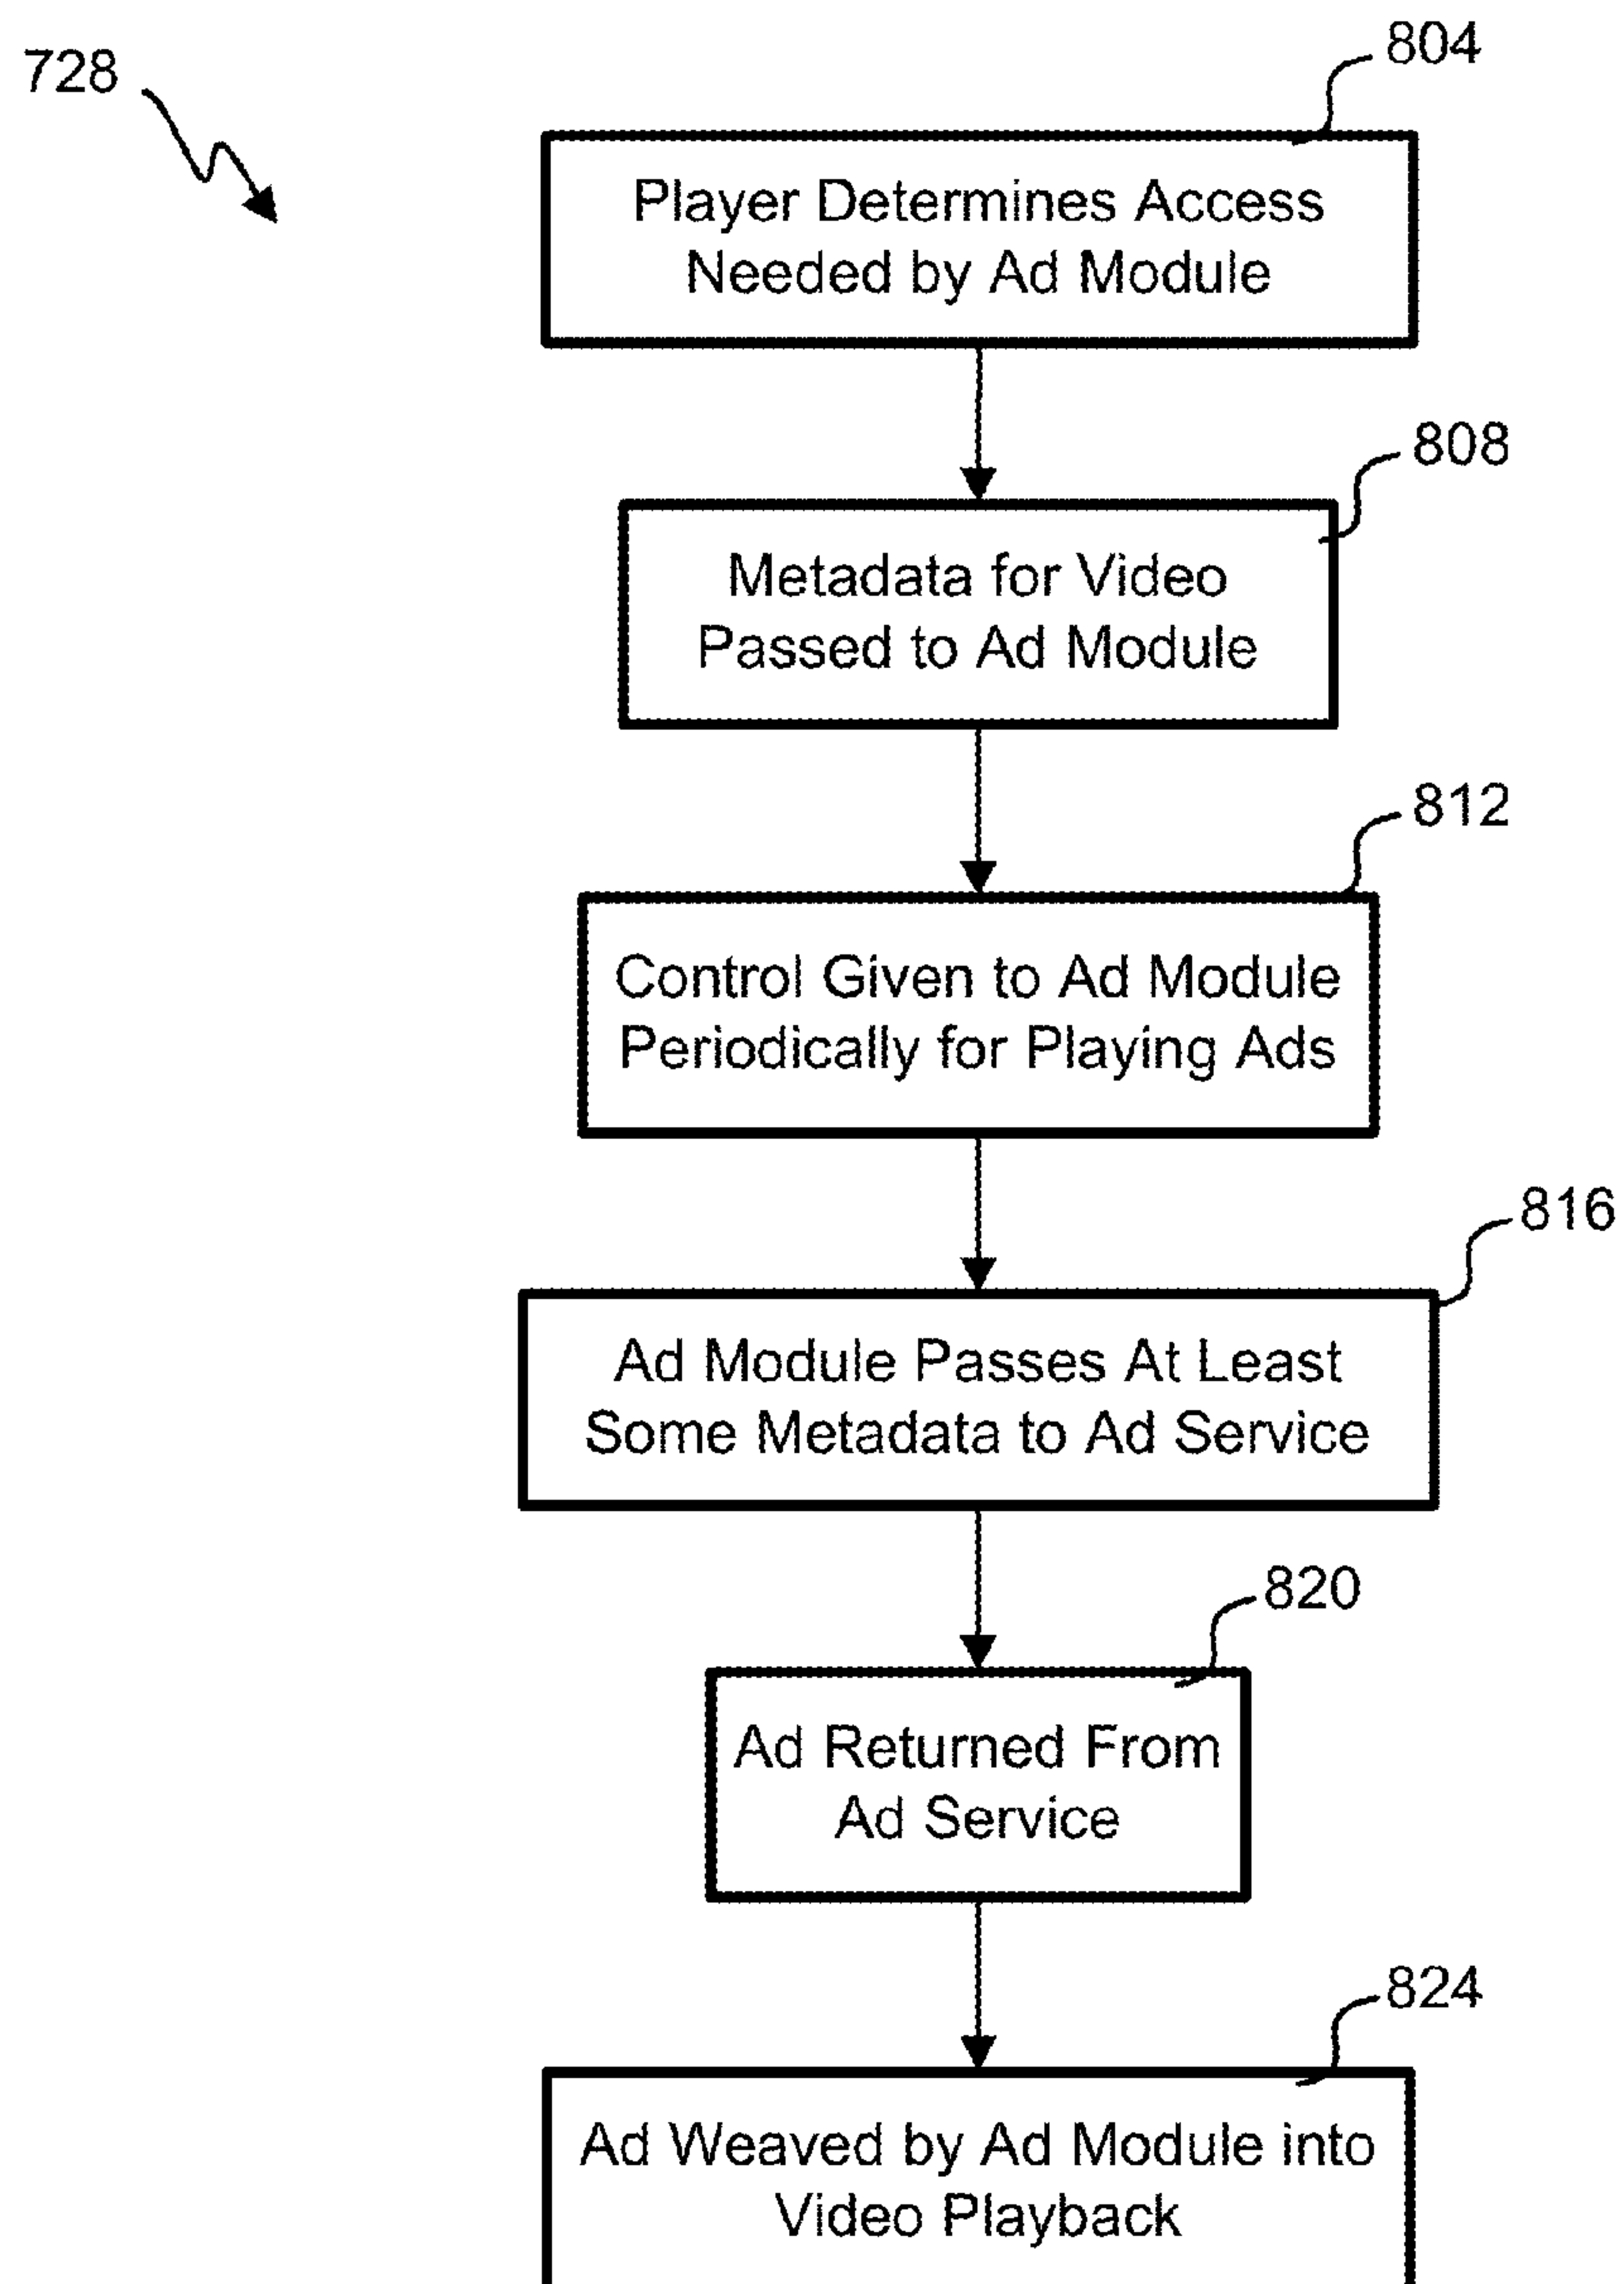 728
804
Player Determines Access
Needed by Ad Module
808
Metadata for Video
Passed to Ad Module
812
Control Given to Ad Module
Periodically for Playing Ads
816
Ad Module Passes At Least
Some Metadata to Ad Service
820
Ad Returned From
Ad Service
824
Ad Weaved by Ad Module into
Video Playback